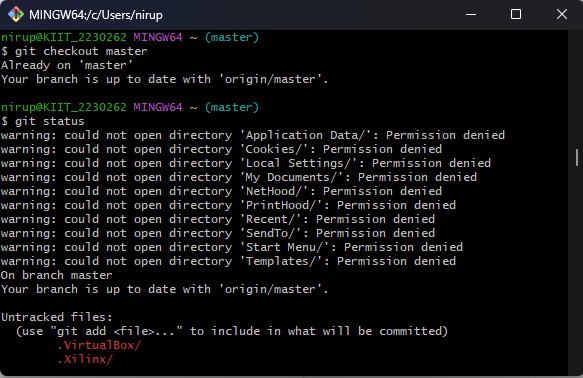 MINGW64:/c/Users/nirup
nirup@KIIT_2230262 MINGW64 ~ (master)
$ git checkout master
Already on 'master'
Your branch is up to date with 'origin/master'.
nirup@KIIT_2230262 MINGW64 ~ (master)
$ git status
warning: could not open directory 'Application Data/': Permission denied
warning: could not open directory 'Cookies/': Permission denied
warning: could not open directory 'Local Settings/': Permission denied
warning: could not open directory 'My Documents/': Permission denied
warning: could not open directory 'NetHood/': Permission denied
warning: could not open directory 'PrintHood/': Permission denied
warning: could not open directory 'Recent/': Permission denied
warning: could not open directory 'SendTo/': Permission denied
warning: could not open directory 'Start Menu/': Permission denied
warning: could not open directory 'Templates/': Permission denied
On branch master
Your branch is up to date with 'origin/master'.
Untracked files:
  (use "git add <file>..." to include in what will be committed)
        .VirtualBox/
        .Xilinx/